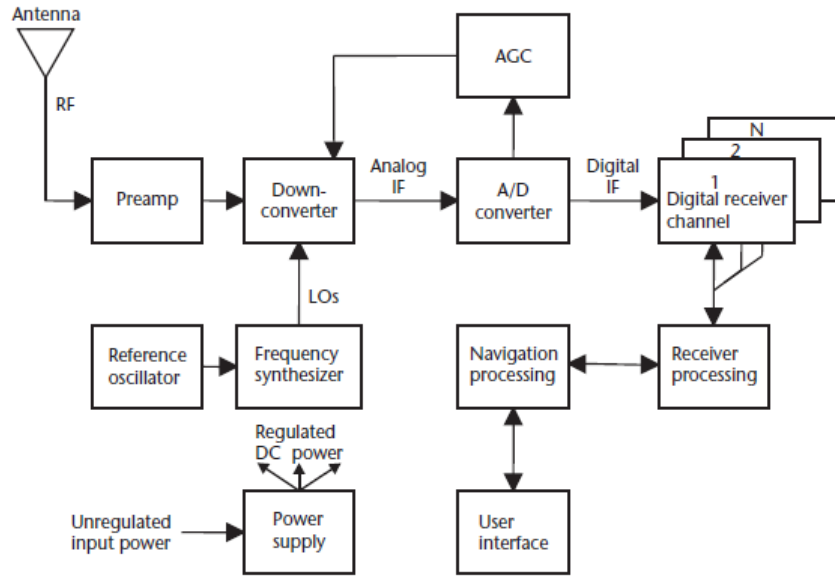 Antenna
RF
AGC
Preamp
Down-
converter
Analog
IF
A/D
converter
Digital
IF
N
2
1
Digital receiver
channel
LOs
Reference
oscillator
Frequency
synthesizer
Navigation
processing
Receiver
processing
Regulated
DC power
Unregulated
input power
Power
supply
User
interface